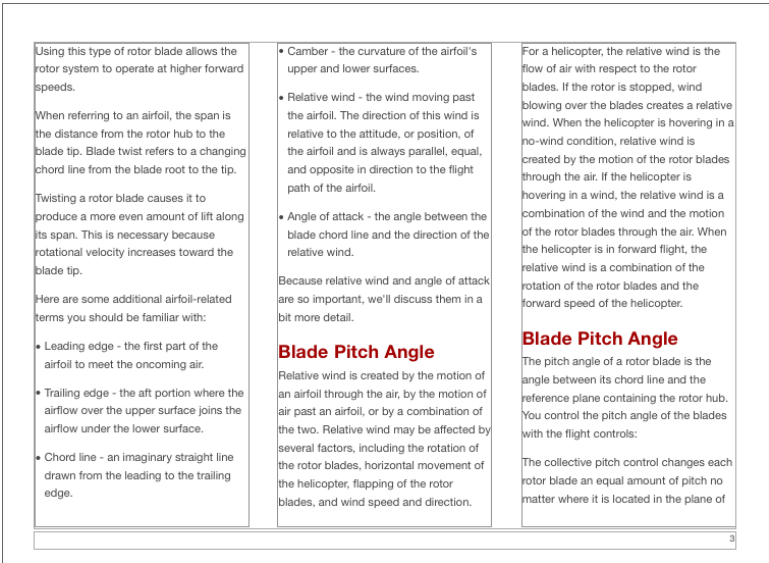 Using this type of rotor blade allows the
rotor system to operate at higher forward
speeds.
When referring to an airfoil, the span is
the distance from the rotor hub to the
blade tip. Blade twist refers to a changing
chord line from the blade root to the tip.
Twisting a rotor blade causes it to
produce a more even amount of lift along
its span. This is necessary because
rotational velocity increases toward the
blade tip.
Here are some additional airfoil-related
terms you should be familiar with:
• Leading edge - the first part of the
airfoil to meet the oncoming air.
• Trailing edge - the aft portion where the
airflow over the upper surface joins the
airflow under the lower surface.
• Chord line - an imaginary straight line
drawn from the leading to the trailing
edge.
• Camber - the curvature of the airfoil's
upper and lower surfaces.
• Relative wind - the wind moving past
the airfoil. The direction of this wind is
relative to the attitude, or position, of
the airfoil and is always parallel, equal,
and opposite in direction to the flight
path of the airfoil.
• Angle of attack - the angle between the
blade chord line and the direction of the
relative wind.
Because relative wind and angle of attack
are so important, we'll discuss them in a
bit more detail.
Blade Pitch Angle
Relative wind is created by the motion of
an airfoil through the air, by the motion of
air past an airfoil, or by a combination of
the two. Relative wind may be affected by
several factors, including the rotation of
the rotor blades, horizontal movement of
the helicopter, flapping of the rotor
blades, and wind speed and direction.
For a helicopter, the relative wind is the
flow of air with respect to the rotor
blades. If the rotor is stopped, wind
blowing over the blades creates a relative
wind. When the helicopter is hovering in a
no-wind condition, relative wind is
created by the motion of the rotor blades
through the air. If the helicopter is
hovering in a wind, the relative wind is a
combination of the wind and the motion
of the rotor blades through the air. When
the helicopter is in forward flight, the
relative wind is a combination of the
rotation of the rotor blades and the
forward speed of the helicopter.
Blade Pitch Angle
The pitch angle of a rotor blade is the
angle between its chord line and the
reference plane containing the rotor hub.
You control the pitch angle of the blades
with the flight controls:
The collective pitch control changes each
rotor blade an equal amount of pitch no
matter where it is located in the plane of
3